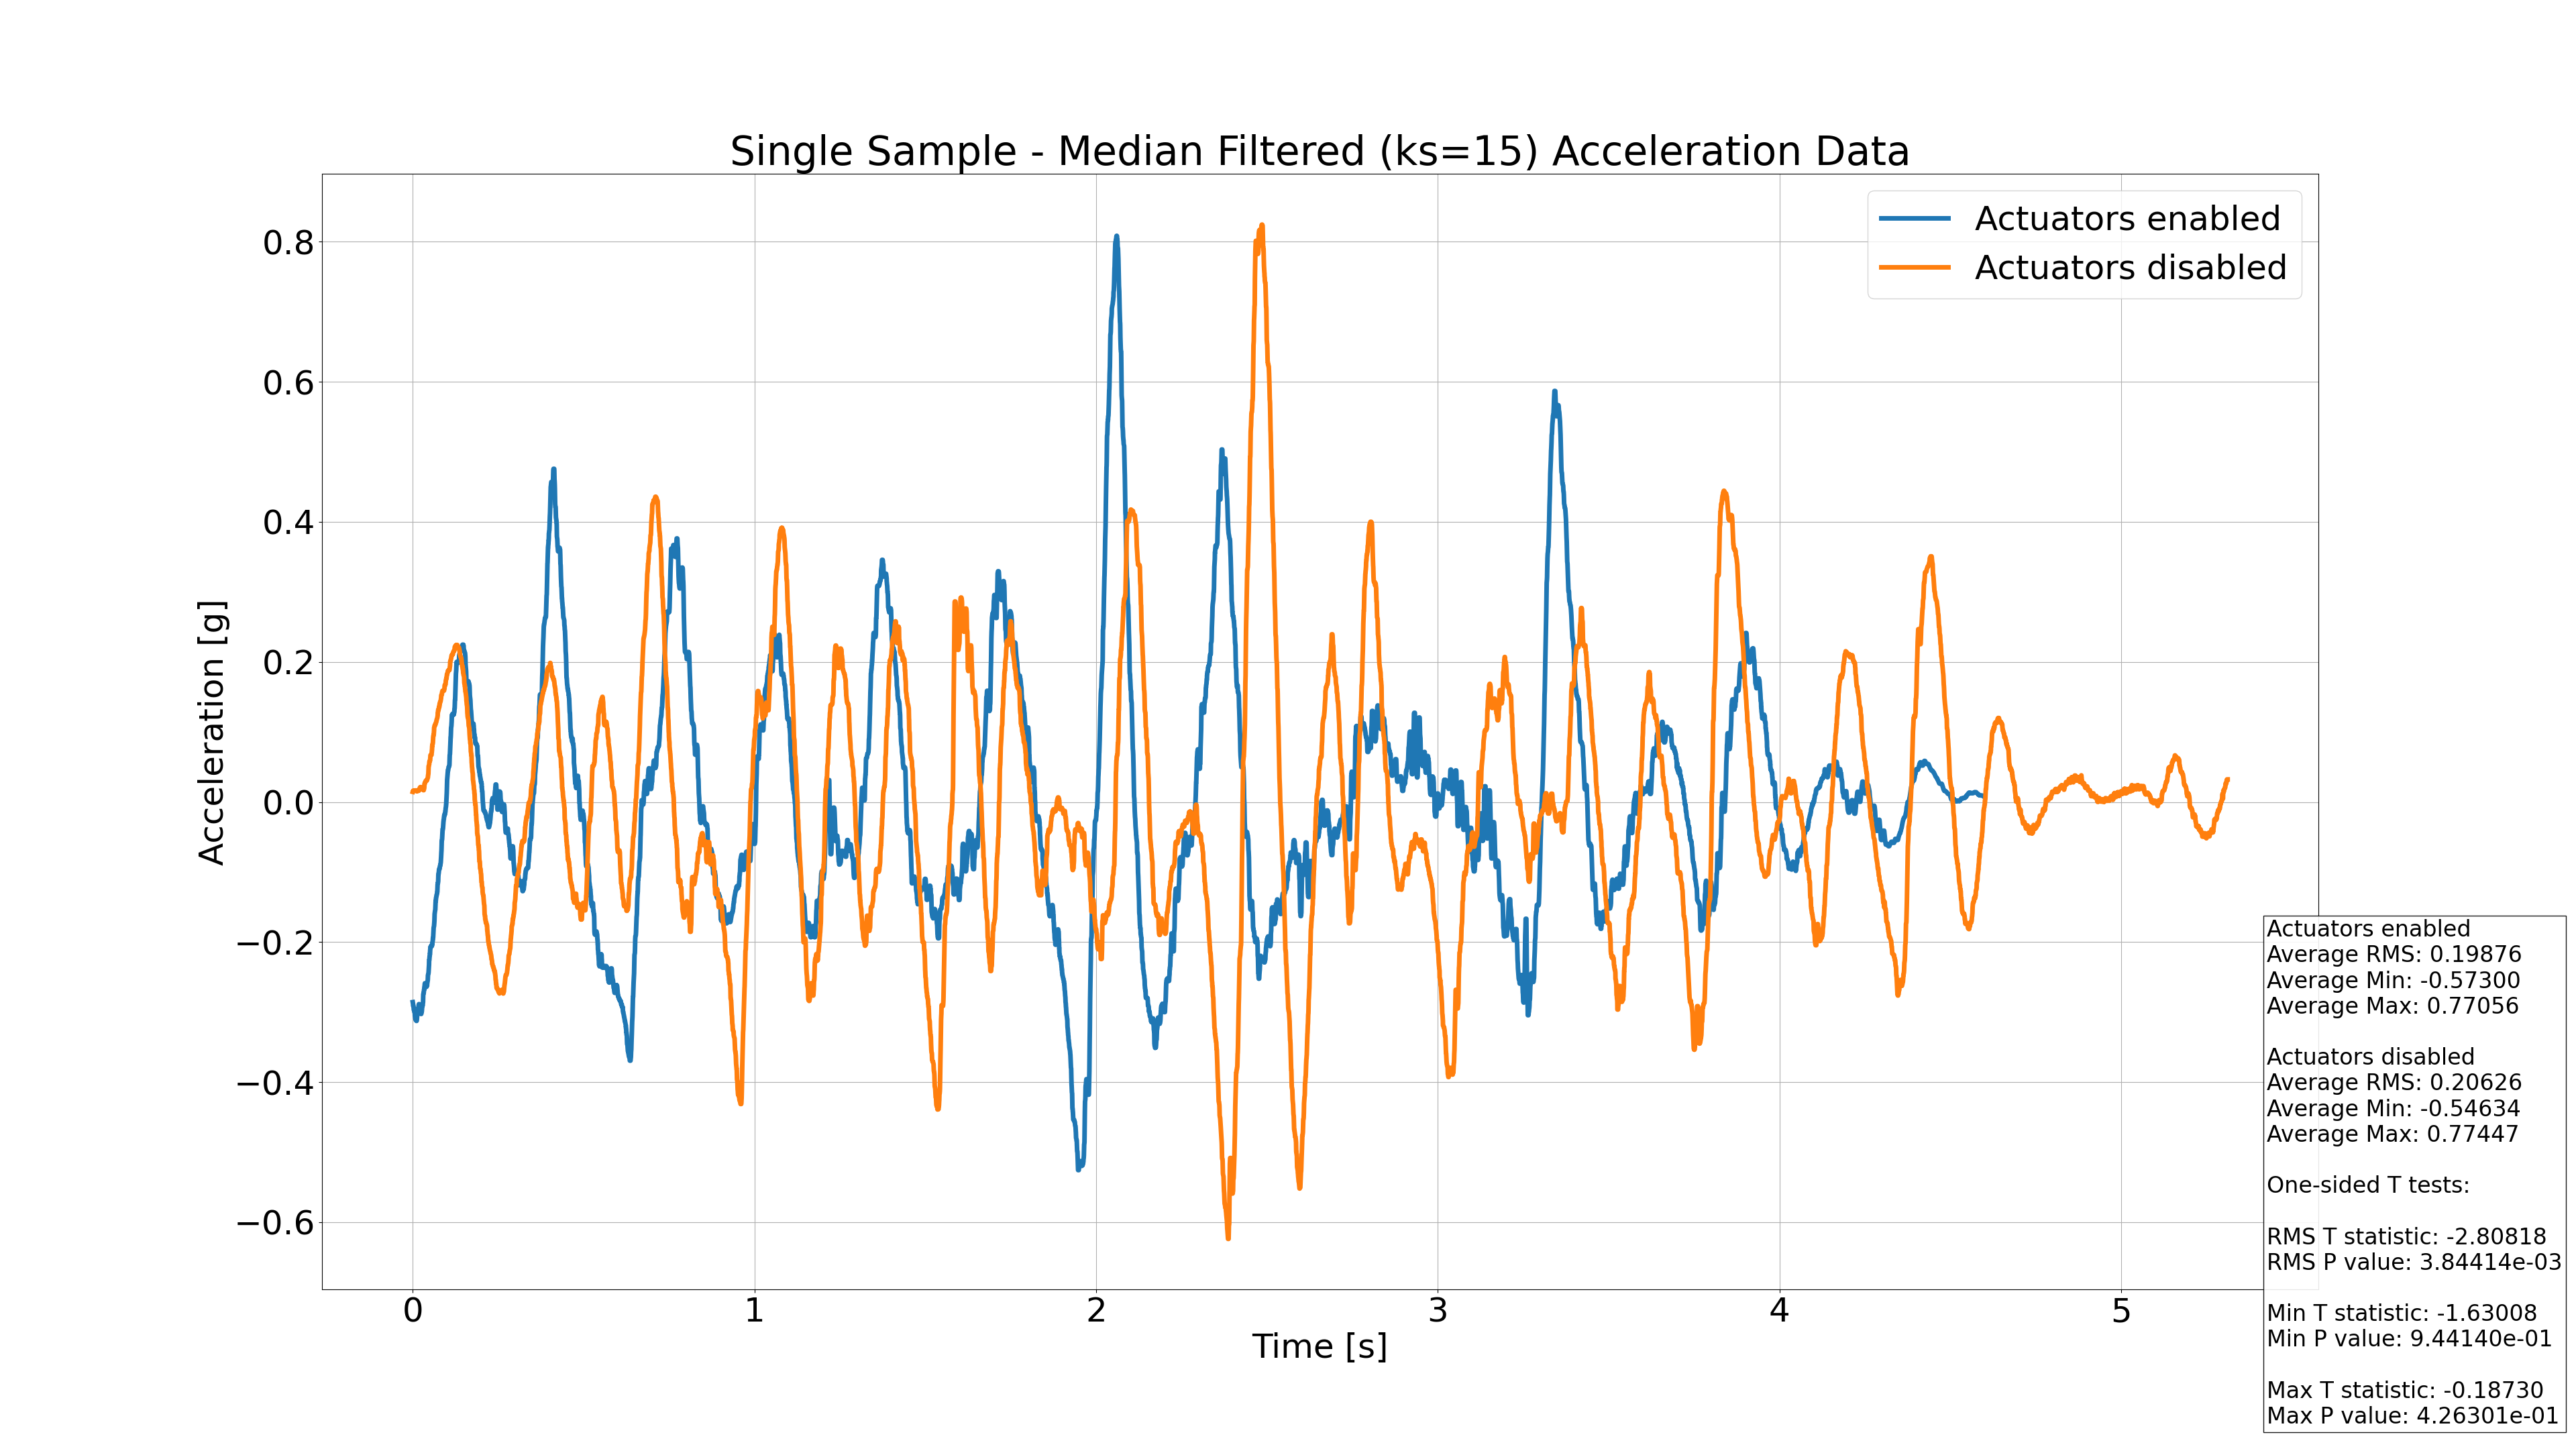 Single Sample - Median Filtered (ks=15) Acceleration Data
Actuators enabled
Actuators disabled
Acceleration [g]
0.8
0.6
0.4
0.2
0.0
−0.2
−0.4
−0.6
0 1 2 3 4 5
Time [s]
Actuators enabled
Average RMS: 0.19876
Average Min: -0.57300
Average Max: 0.77056
Actuators disabled
Average RMS: 0.20626
Average Min: -0.54634
Average Max: 0.77447
One-sided T tests:
RMS T statistic: -2.80818
RMS P value: 3.84414e-03
Min T statistic: -1.63008
Min P value: 9.44140e-01
Max T statistic: -0.18730
Max P value: 4.26301e-01